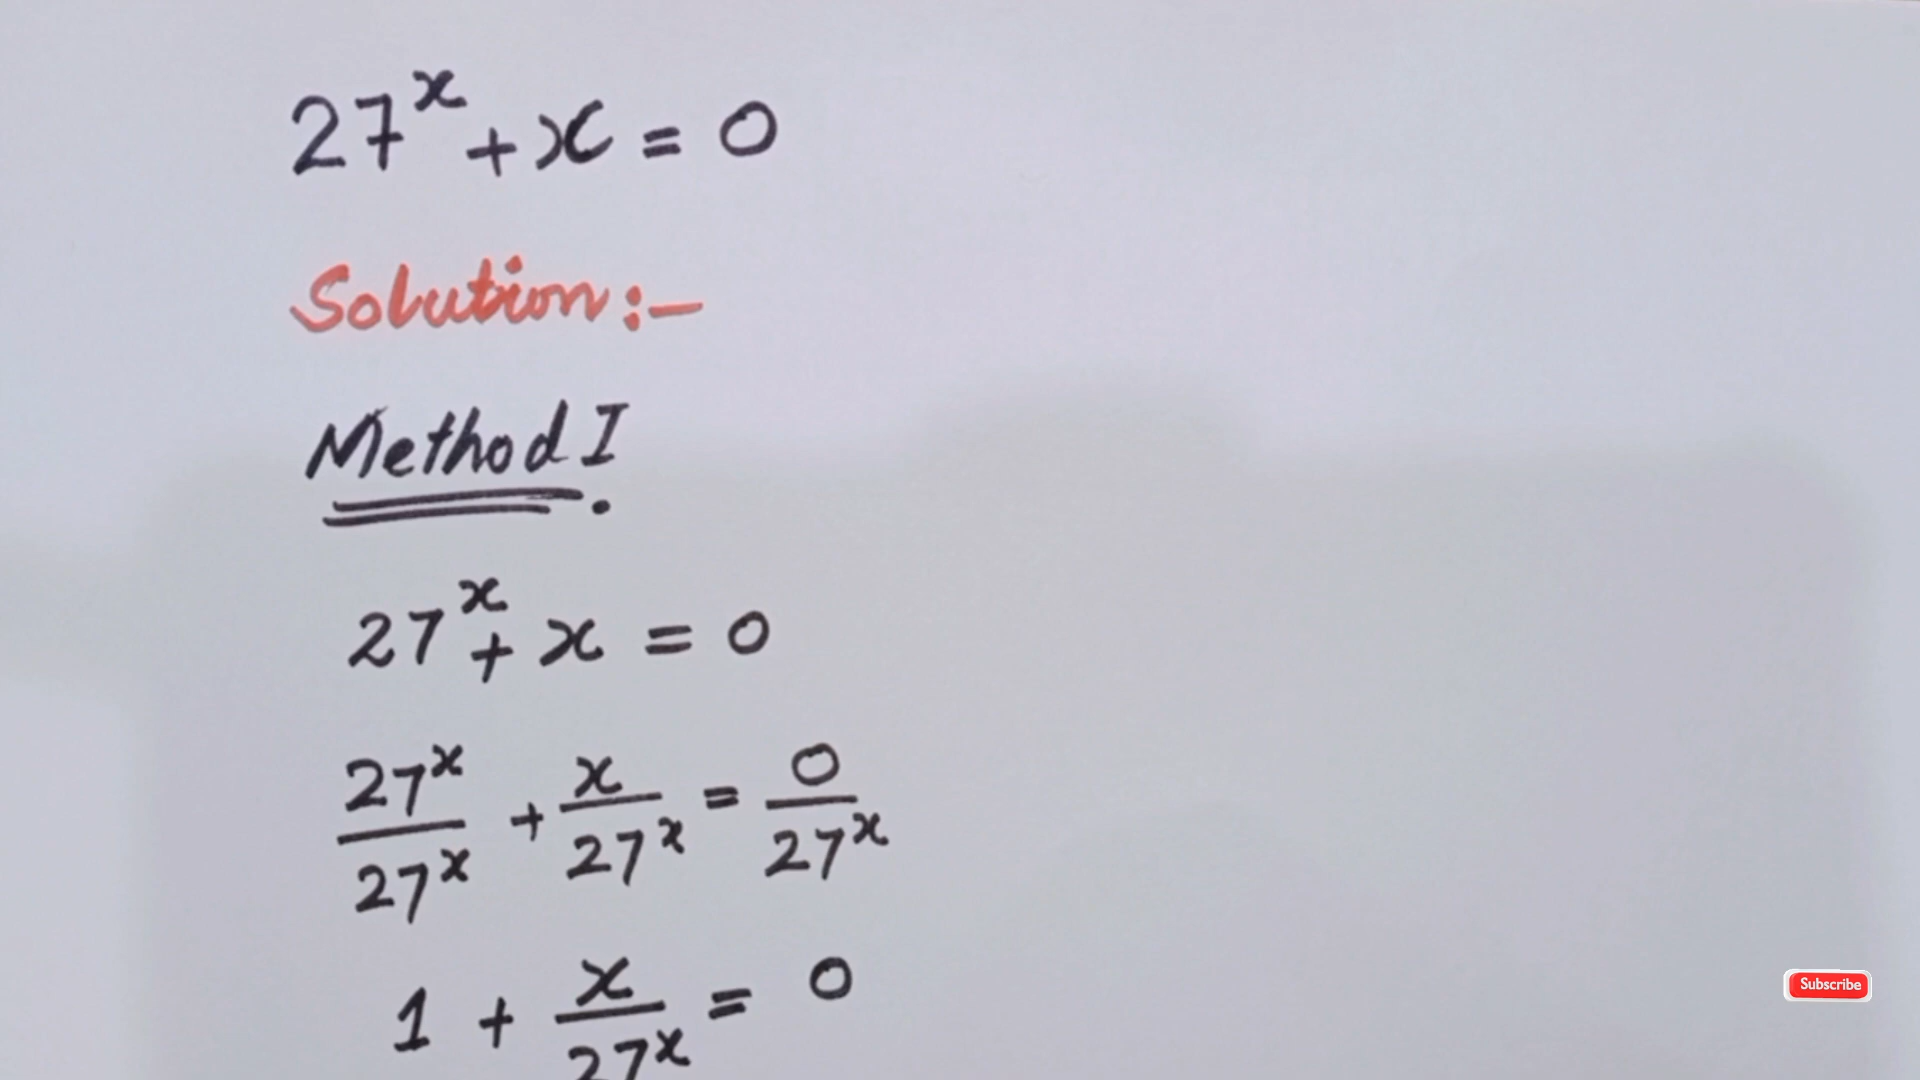 27^x + x = 0
Solution :-
Method I.
27^x + x = 0
27^x/27^x + x/27^x = 0/27^x
1 + x/27^x = 0
Subscribe